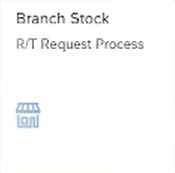 Branch Stock
R/T Request Process